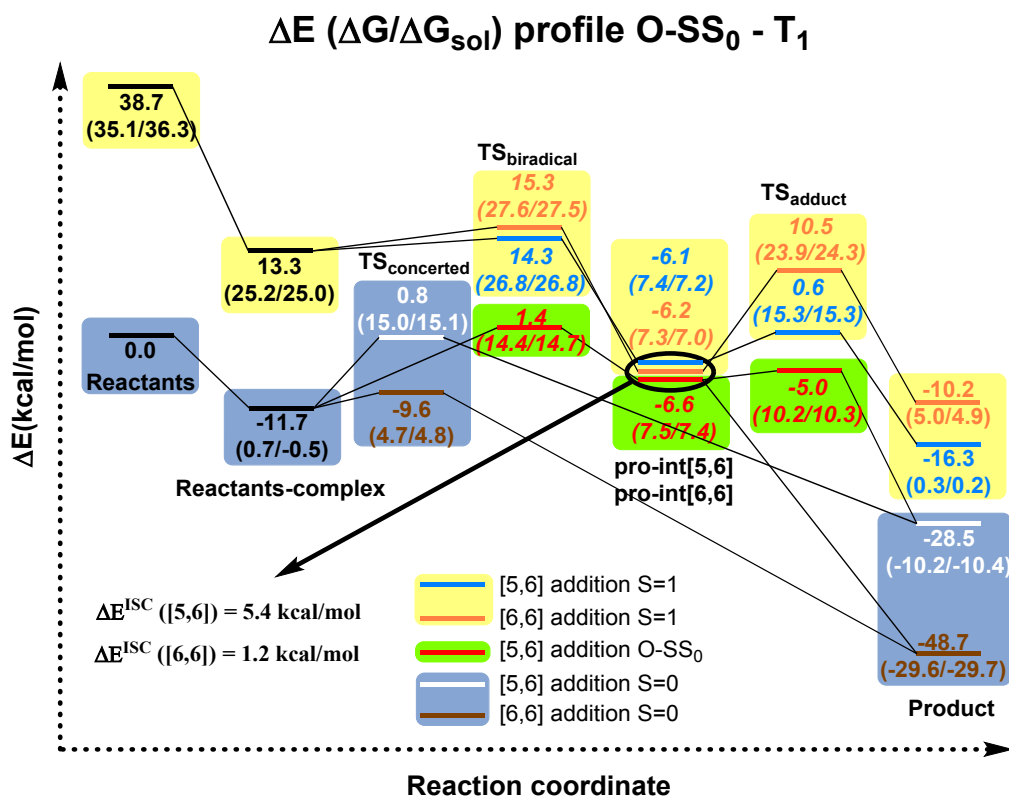 ΔE (ΔG/ΔGsol) profile O-SS0 - T1
38.7
(35.1/36.3)
13.3
(25.2/25.0)
0.0
Reactants
-11.7
(0.7/-0.5)
Reactants-complex
TSconcerted
0.8
(15.0/15.1)
-9.6
(4.7/4.8)
TSbiradical
15.3
(27.6/27.5)
14.3
(26.8/26.8)
1.4
(14.4/14.7)
-6.1
(7.4/7.2)
-6.2
(7.3/7.0)
-6.6
(7.5/7.4)
pro-int[5,6]
pro-int[6,6]
TSadduct
10.5
(23.9/24.3)
0.6
(15.3/15.3)
-5.0
(10.2/10.3)
-10.2
(5.0/4.9)
-16.3
(0.3/0.2)
-28.5
(-10.2/-10.4)
-48.7
(-29.6/-29.7)
Product
ΔE^ISC ([5,6]) = 5.4 kcal/mol
ΔE^ISC ([6,6]) = 1.2 kcal/mol
[5,6] addition S=1
[6,6] addition S=1
[5,6] addition O-SS0
[5,6] addition S=0
[6,6] addition S=0
ΔE(kcal/mol)
Reaction coordinate